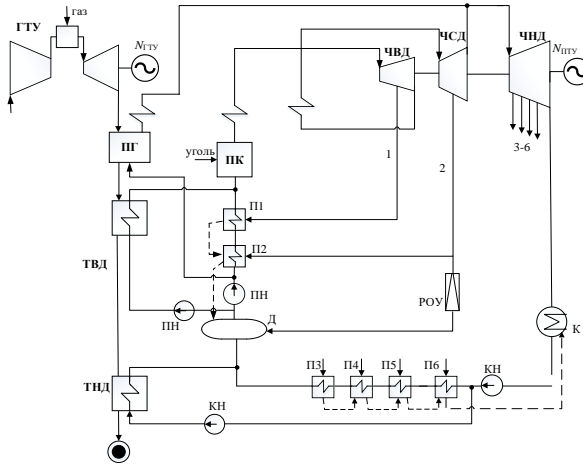 ГТУ
газ
NГТУ
ЧВД
ЧСД
ЧНД
NПТУ
ПГ
уголь
ПК
1
2
3-6
П1
ТВД
П2
ПН
ПН
Д
РОУ
К
П3
П4
П5
П6
КН
ТНД
КН